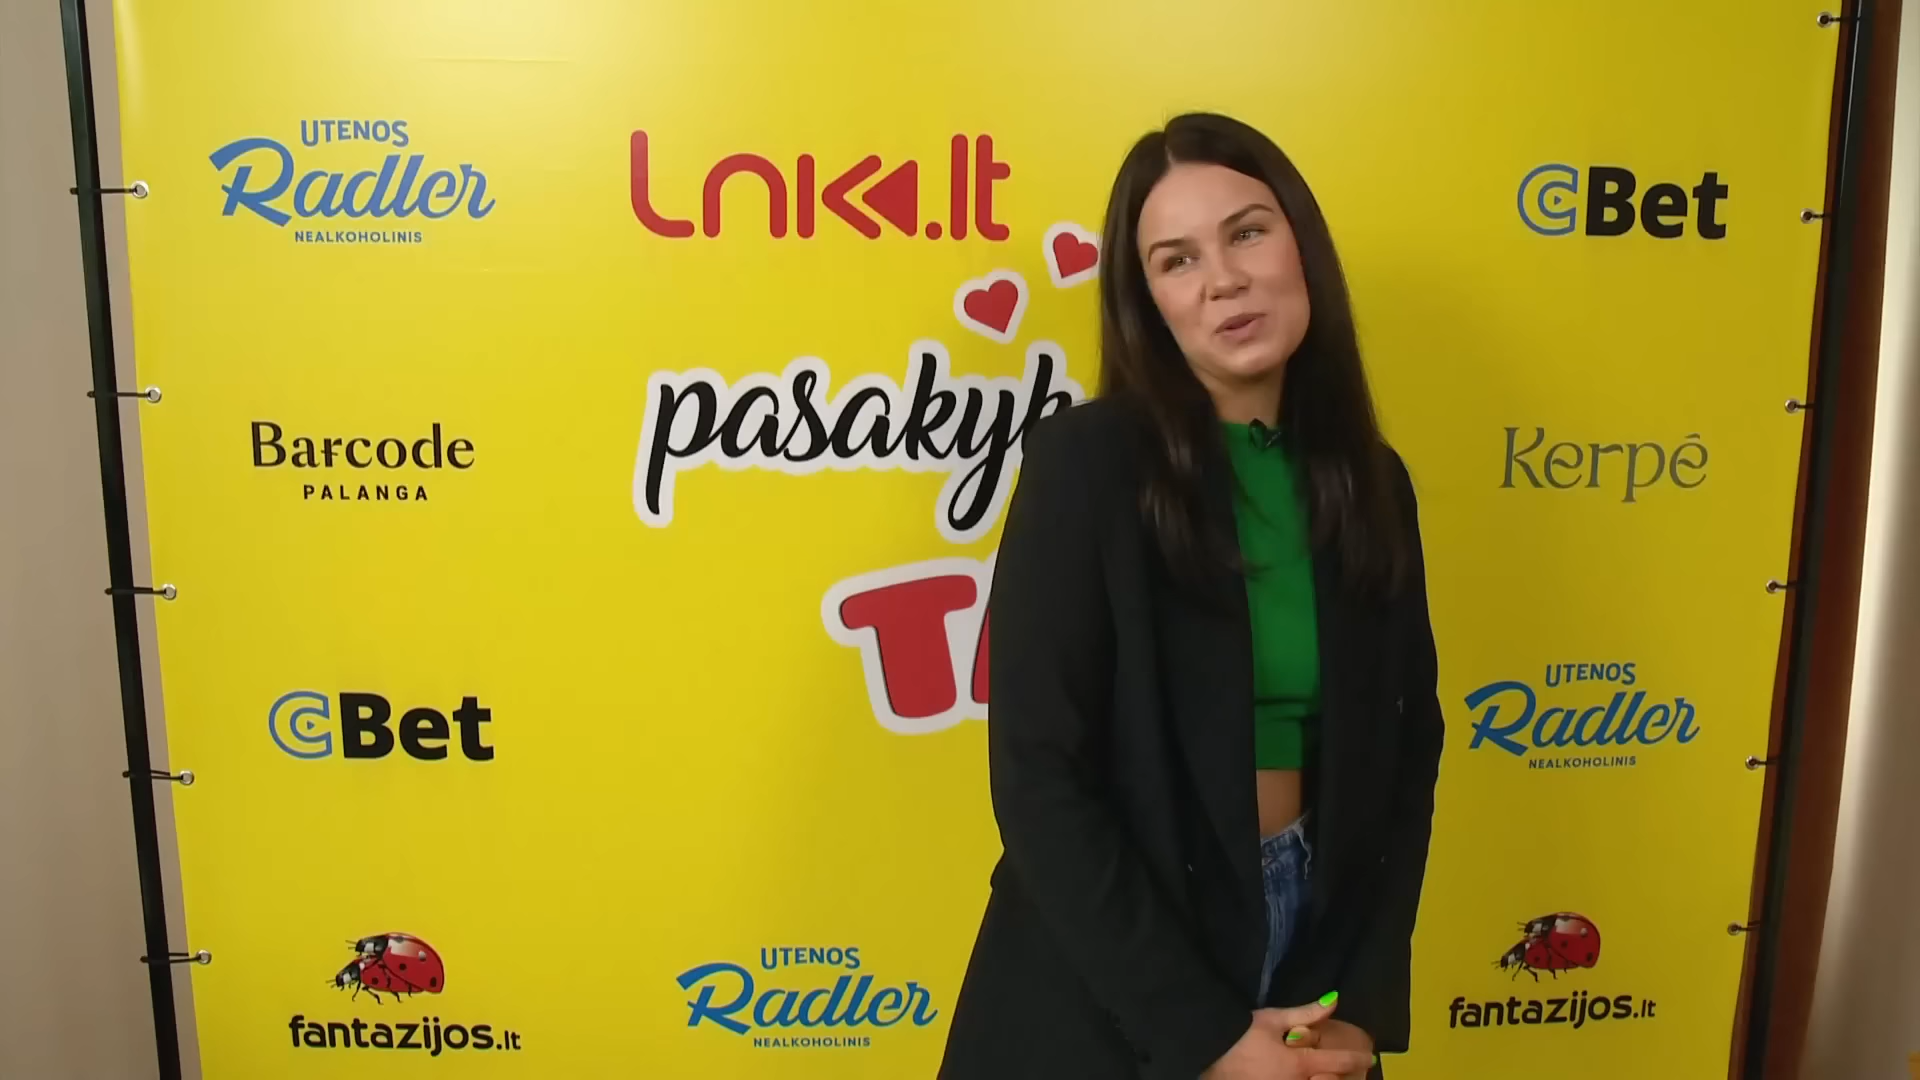 UTENOS
Radler
NEALKOHOLINIS
lnk.lt
CBet
pasakyk
Barcode
PALANGA
Kerpė
CBet
UTENOS
Radler
NEALKOHOLINIS
fantazijos.lt
UTENOS
Radler
NEALKOHOLINIS
fantazijos.lt